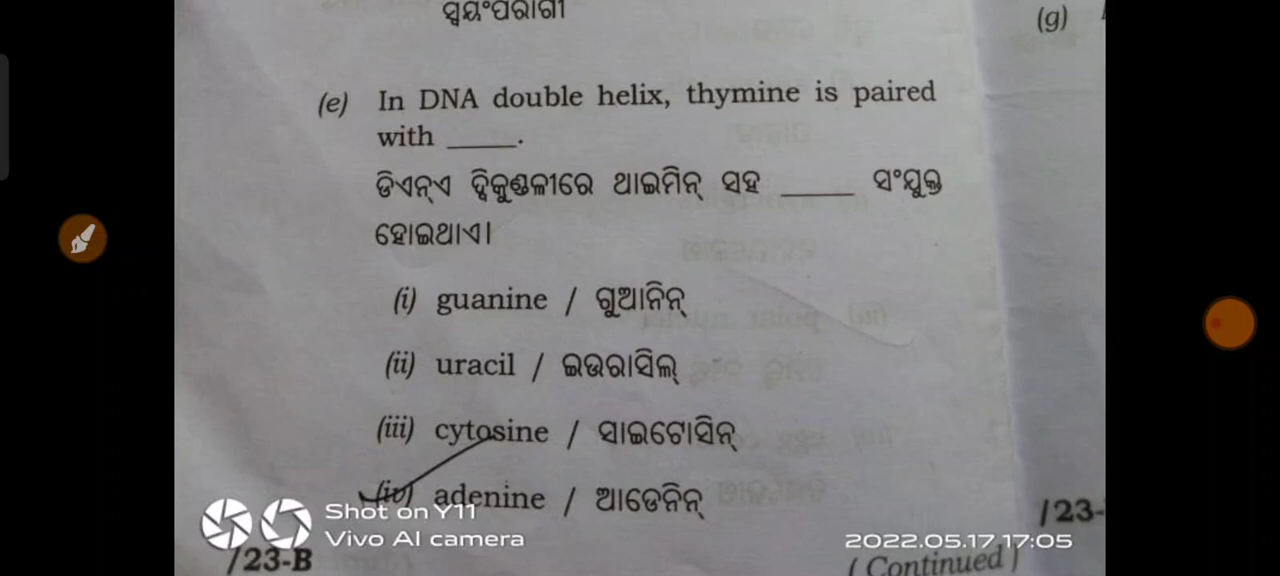 ସ୍ୱୟଂପରାଗୀ
(g)
(e) In DNA double helix, thymine is paired
with ____.
ଡିଏନ୍ଏ ଦ୍ୱିକୁଣ୍ଡଳୀରେ ଥାଇମିନ୍ ସହ ____ ସଂଯୁକ୍ତ
ହୋଇଥାଏ।
(i) guanine / ଗୁଆନିନ୍
(ii) uracil / ଇଉରାସିଲ୍
(iii) cytosine / ସାଇଟୋସିନ୍
(iv) adenine / ଆଡେନିନ୍
Shot on Y11
Vivo AI camera
2022.05.17 17:05
/23-B
/23-
( Continued )